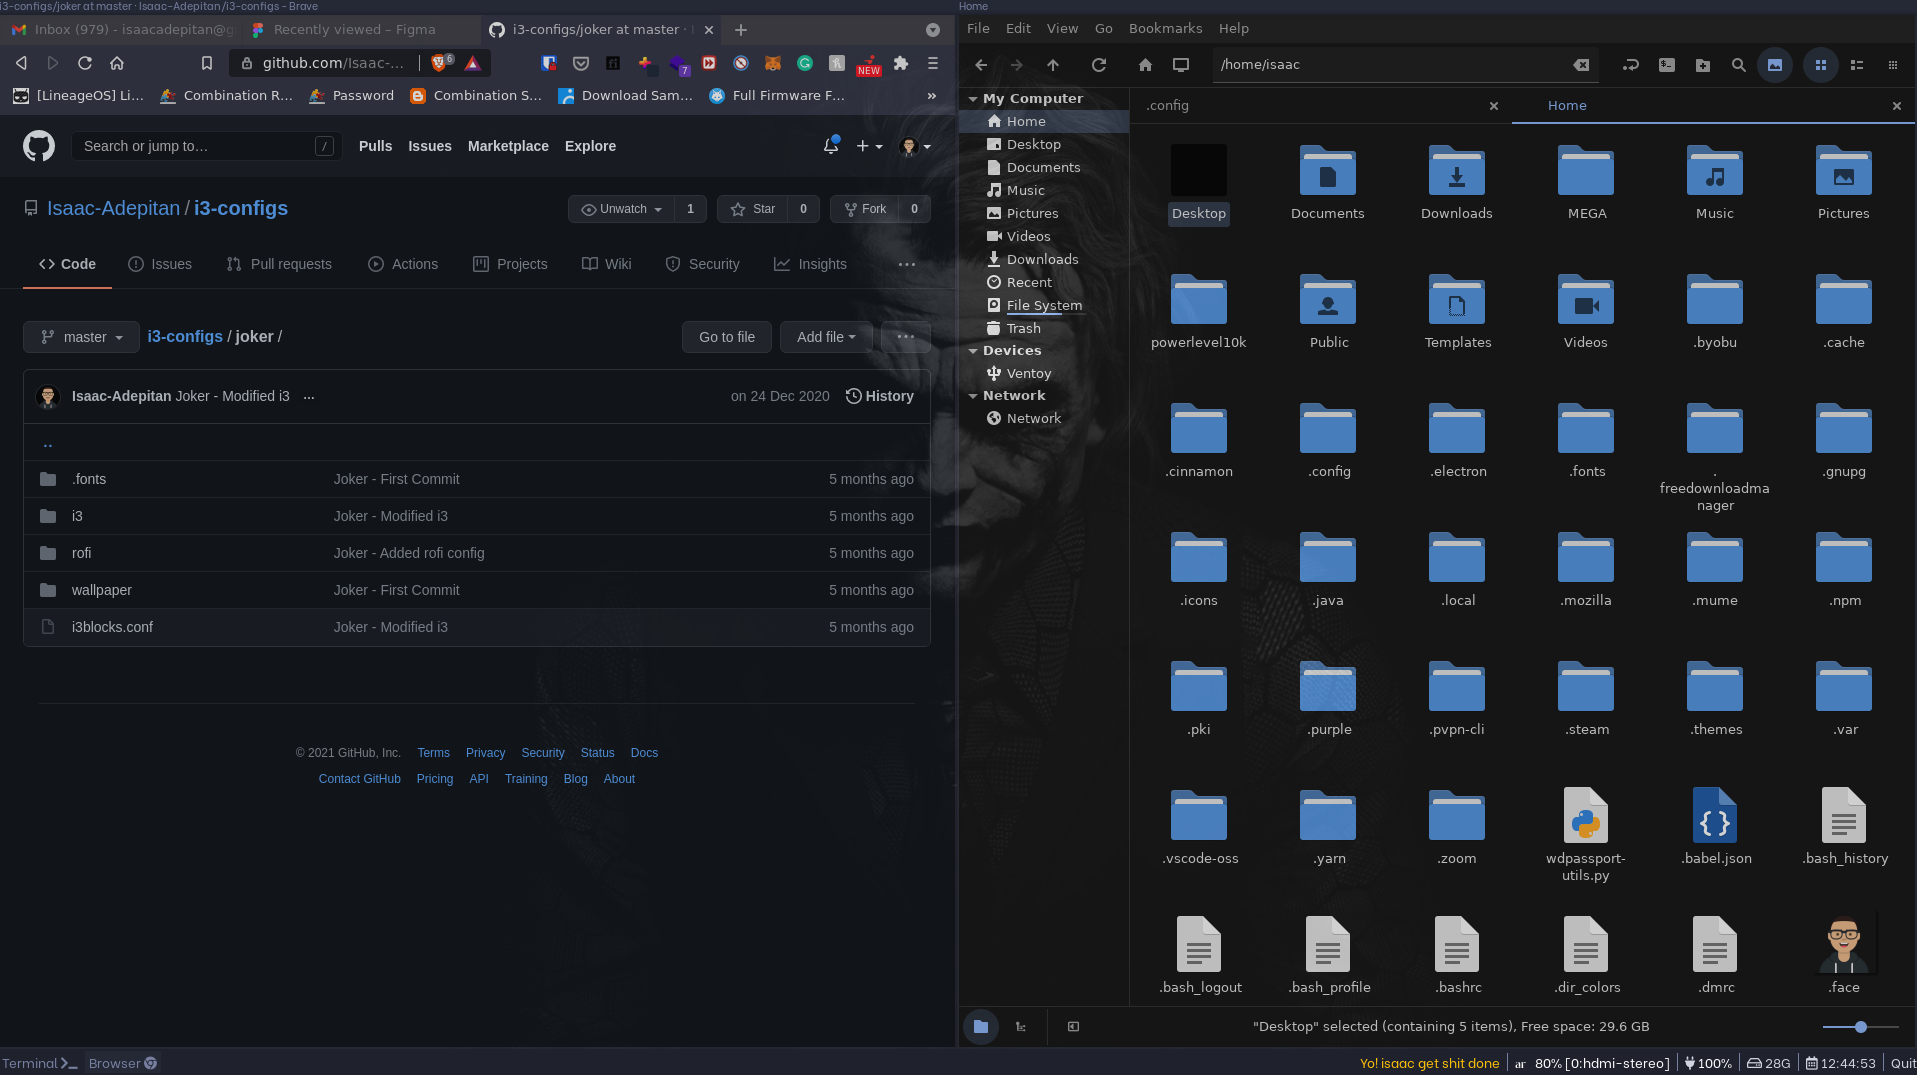 i3-configs/joker at master · Isaac-Adepitan/i3-configs - Brave
Inbox (979) - isaacadepitan@g
Recently viewed – Figma
i3-configs/joker at master ·
github.com/Isaac-...
6
7
NEW
[LineageOS] Li...
Combination R...
Password
Combination S...
Download Sam...
Full Firmware F...
»
Search or jump to...
/
Pulls
Issues
Marketplace
Explore
Isaac-Adepitan / i3-configs
Unwatch
1
Star
0
Fork
0
Code
Issues
Pull requests
Actions
Projects
Wiki
Security
Insights
...
master
i3-configs / joker /
Go to file
Add file
...
Isaac-Adepitan Joker - Modified i3 ...
on 24 Dec 2020
History
..
.fonts Joker - First Commit 5 months ago
i3 Joker - Modified i3 5 months ago
rofi Joker - Added rofi config 5 months ago
wallpaper Joker - First Commit 5 months ago
i3blocks.conf Joker - Modified i3 5 months ago
© 2021 GitHub, Inc. Terms Privacy Security Status Docs
Contact GitHub Pricing API Training Blog About
Home
File Edit View Go Bookmarks Help
/home/isaac
My Computer
Home
Desktop
Documents
Music
Pictures
Videos
Downloads
Recent
File System
Trash
Devices
Ventoy
Network
Network
.config
Home
Desktop Documents Downloads MEGA Music Pictures
powerlevel10k Public Templates Videos .byobu .cache
.cinnamon .config .electron .fonts .
freedownloadma
nager
.gnupg
.icons .java .local .mozilla .mume .npm
.pki .purple .pvpn-cli .steam .themes .var
.vscode-oss .yarn .zoom wdpassport-
utils.py
.babel.json .bash_history
.bash_logout .bash_profile .bashrc .dir_colors .dmrc .face
"Desktop" selected (containing 5 items), Free space: 29.6 GB
Terminal
Browser
Yo! isaac get shit done
80% [0:hdmi-stereo]
100%
28G
12:44:53
Quit